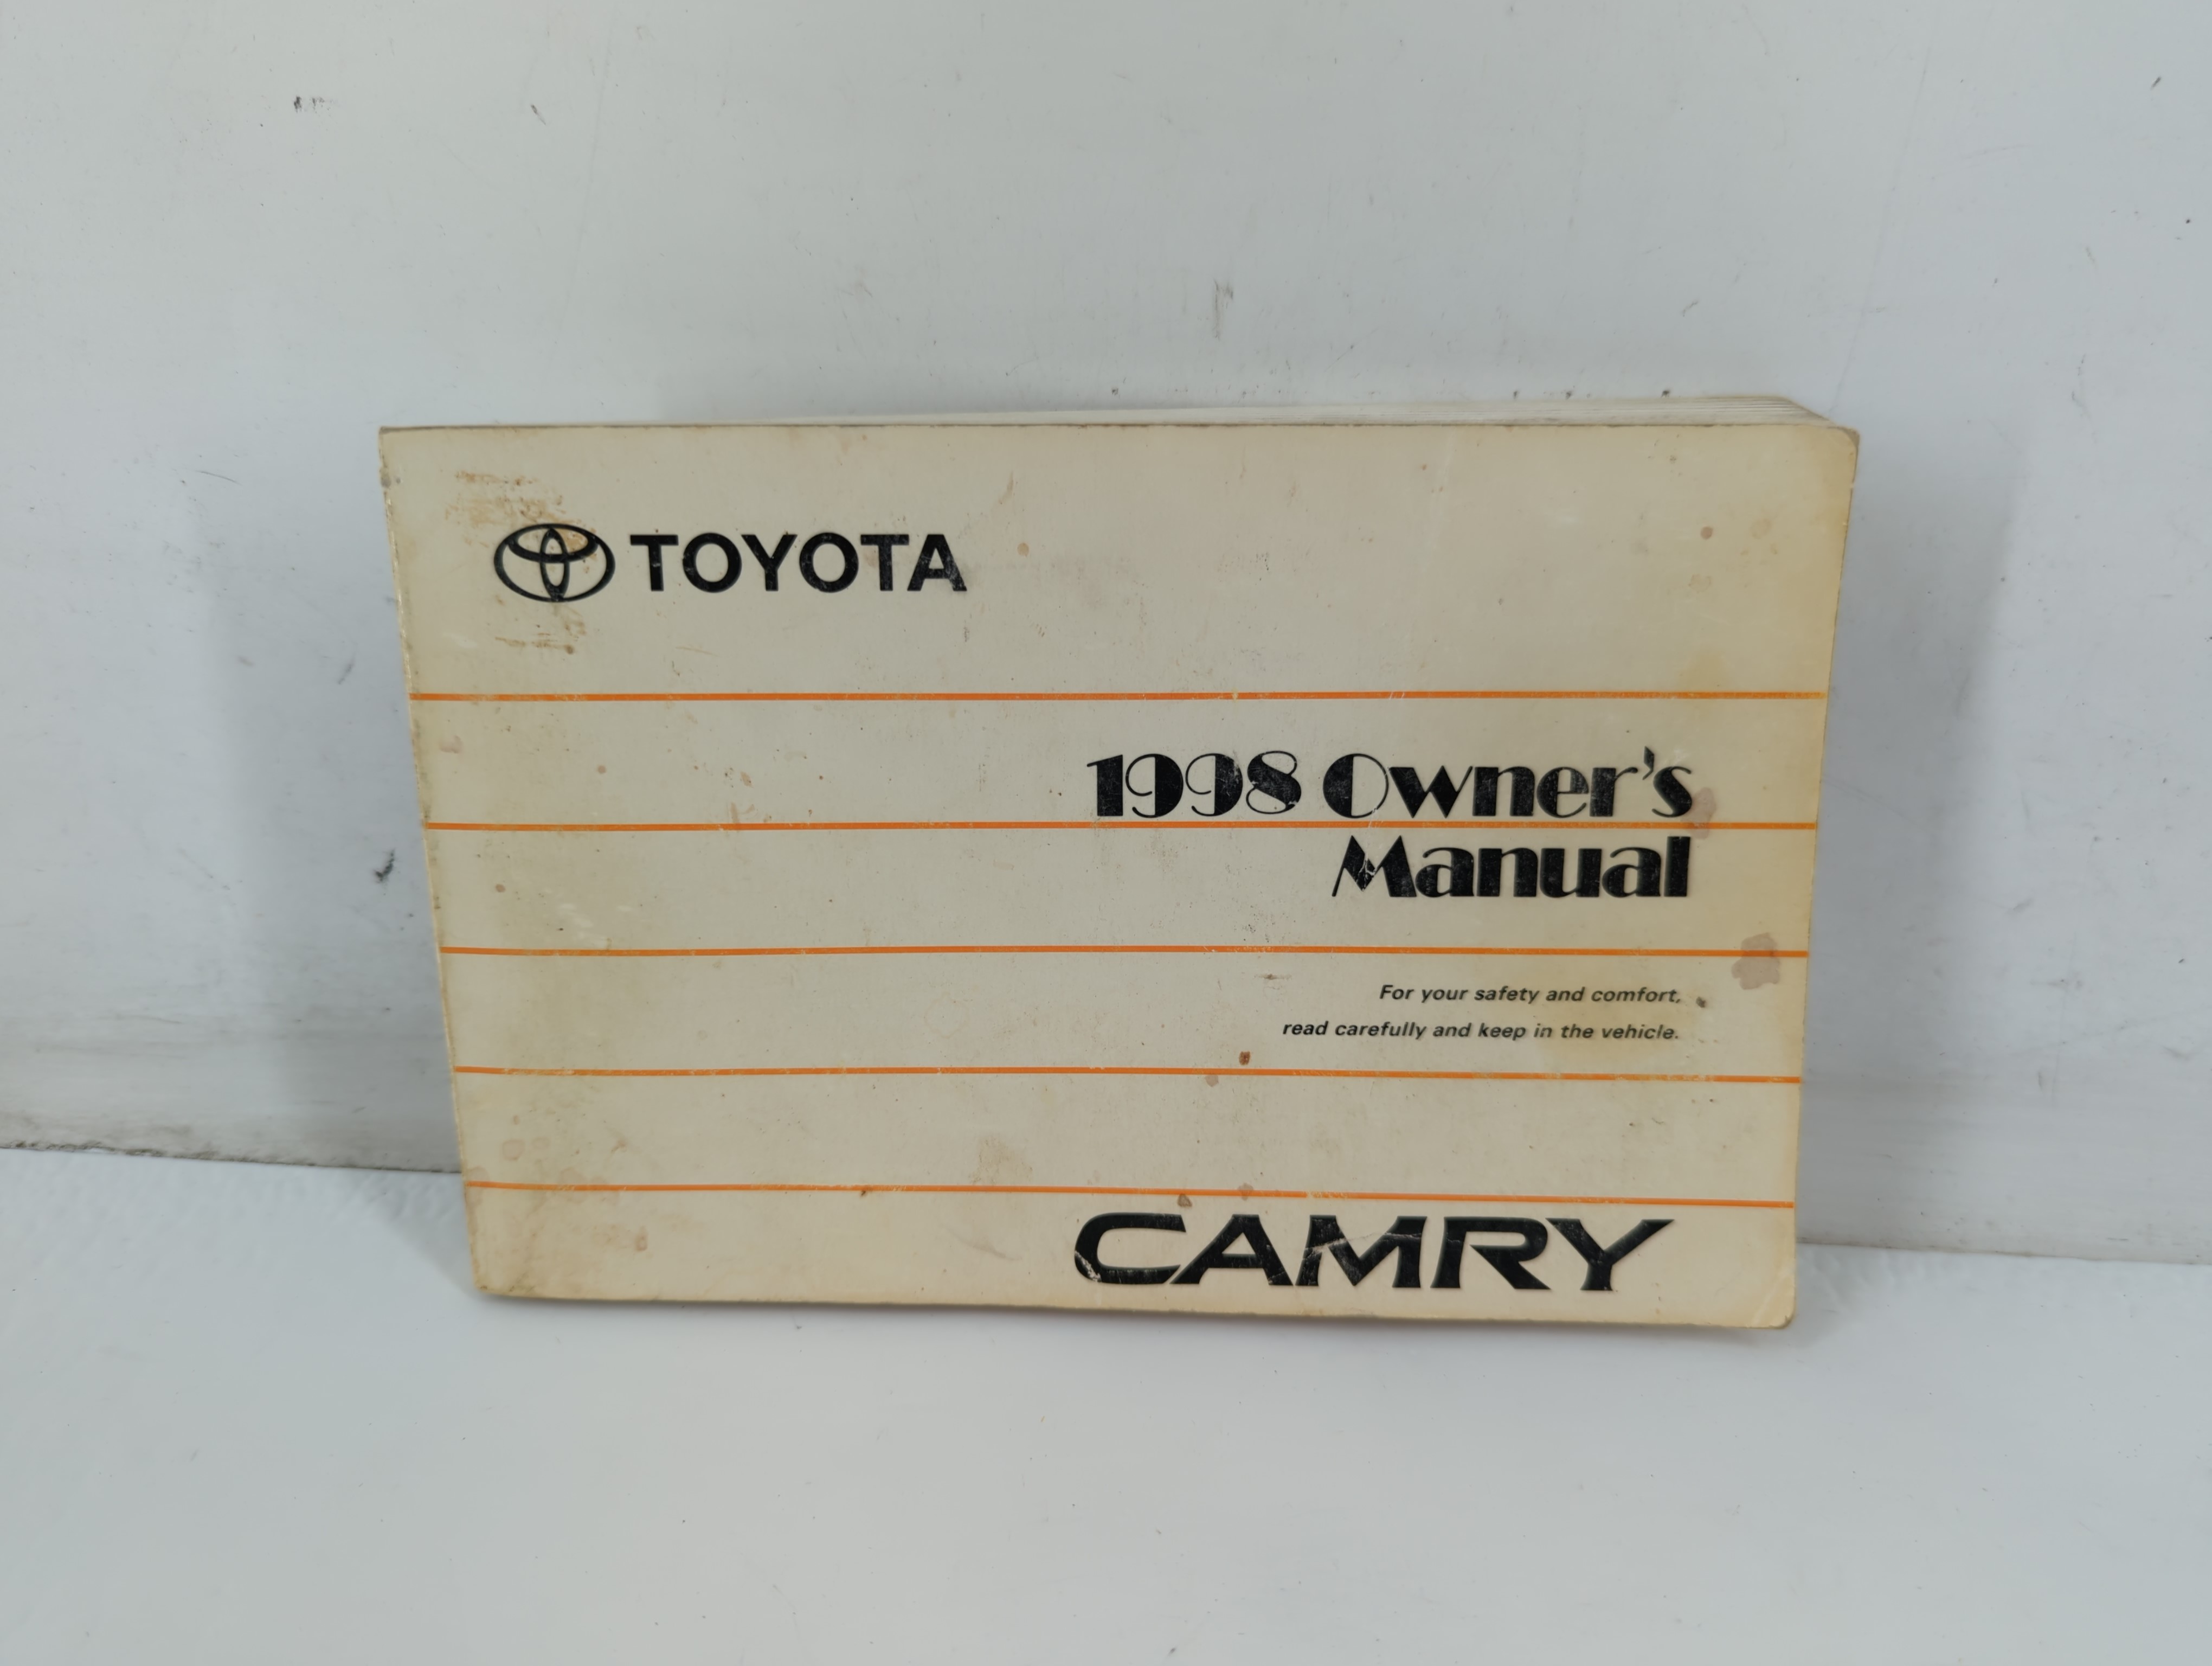 TOYOTA
1998 Owner's
Manual
For your safety and comfort,
read carefully and keep in the vehicle.
CAMRY